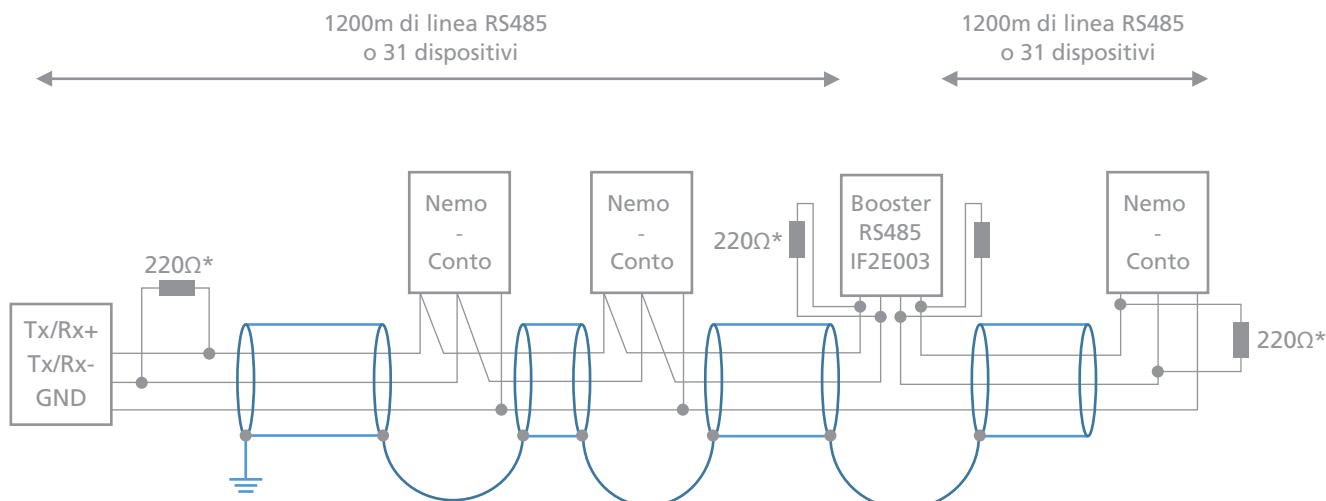 1200m di linea RS485
o 31 dispositivi
1200m di linea RS485
o 31 dispositivi
Nemo
-
Conto
Nemo
-
Conto
Booster
RS485
IF2E003
Nemo
-
Conto
220Ω*
220Ω*
220Ω*
Tx/Rx+
Tx/Rx-
GND